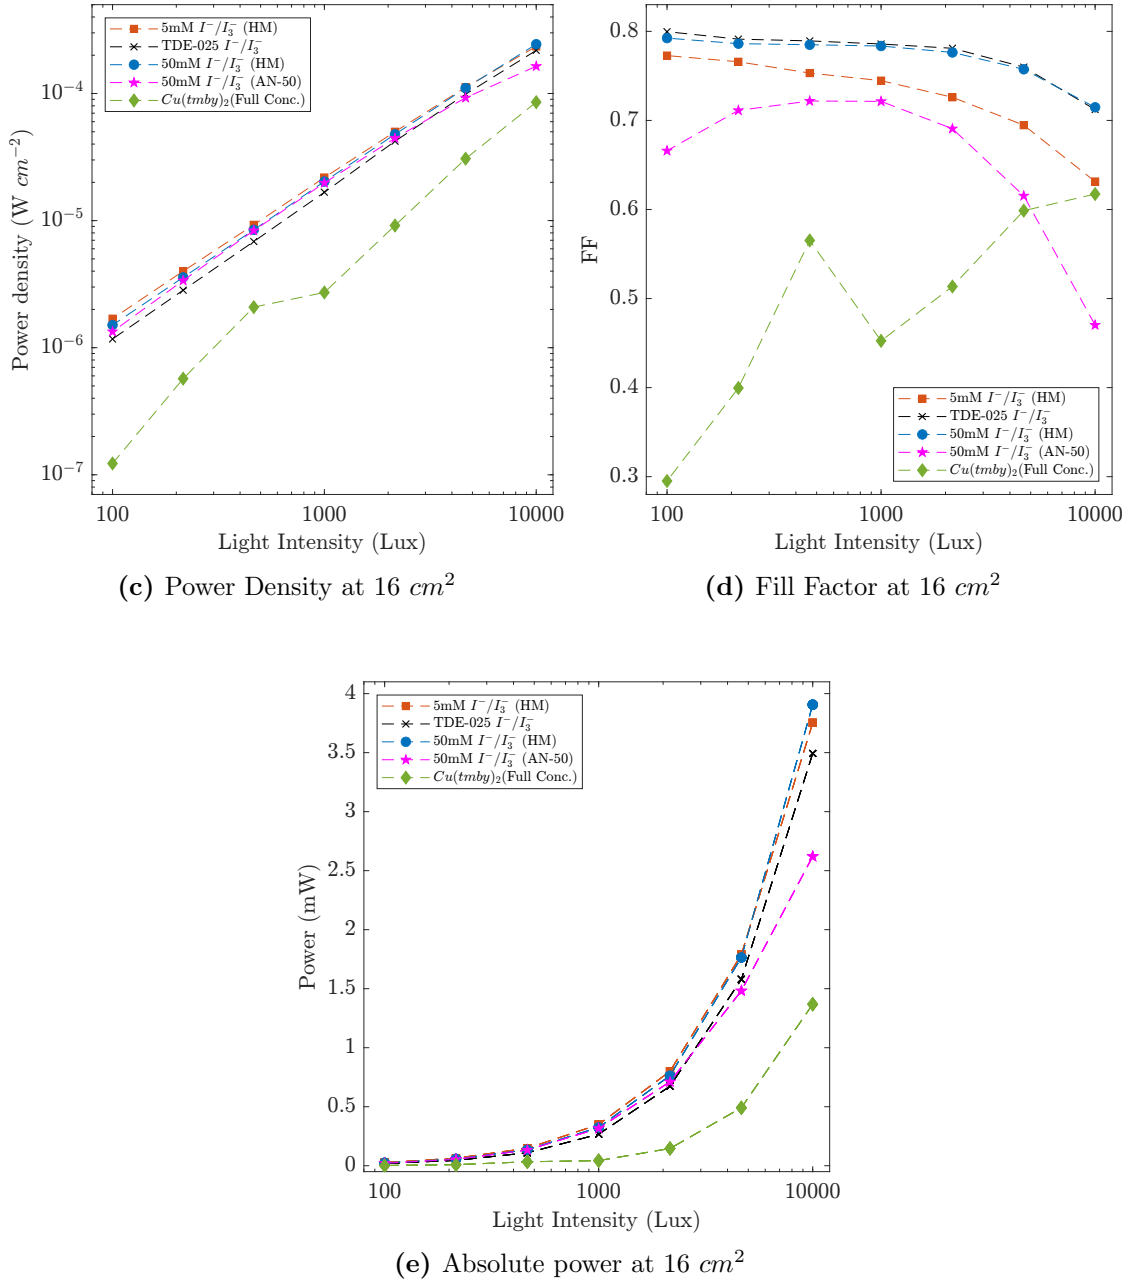 5mM I⁻/I₃⁻ (HM)
TDE-025 I⁻/I₃⁻
50mM I⁻/I₃⁻ (HM)
50mM I⁻/I₃⁻ (AN-50)
Cu(tmby)₂(Full Conc.)
10⁻⁴
10⁻⁵
10⁻⁶
10⁻⁷
Power density (W cm⁻²)
100 1000 10000
Light Intensity (Lux)
(c) Power Density at 16 cm²
0.8
0.7
0.6
0.5
0.4
0.3
FF
5mM I⁻/I₃⁻ (HM)
TDE-025 I⁻/I₃⁻
50mM I⁻/I₃⁻ (HM)
50mM I⁻/I₃⁻ (AN-50)
Cu(tmby)₂(Full Conc.)
100 1000 10000
Light Intensity (Lux)
(d) Fill Factor at 16 cm²
5mM I⁻/I₃⁻ (HM)
TDE-025 I⁻/I₃⁻
50mM I⁻/I₃⁻ (HM)
50mM I⁻/I₃⁻ (AN-50)
Cu(tmby)₂(Full Conc.)
4
3.5
3
2.5
2
1.5
1
0.5
0
Power (mW)
100 1000 10000
Light Intensity (Lux)
(e) Absolute power at 16 cm²